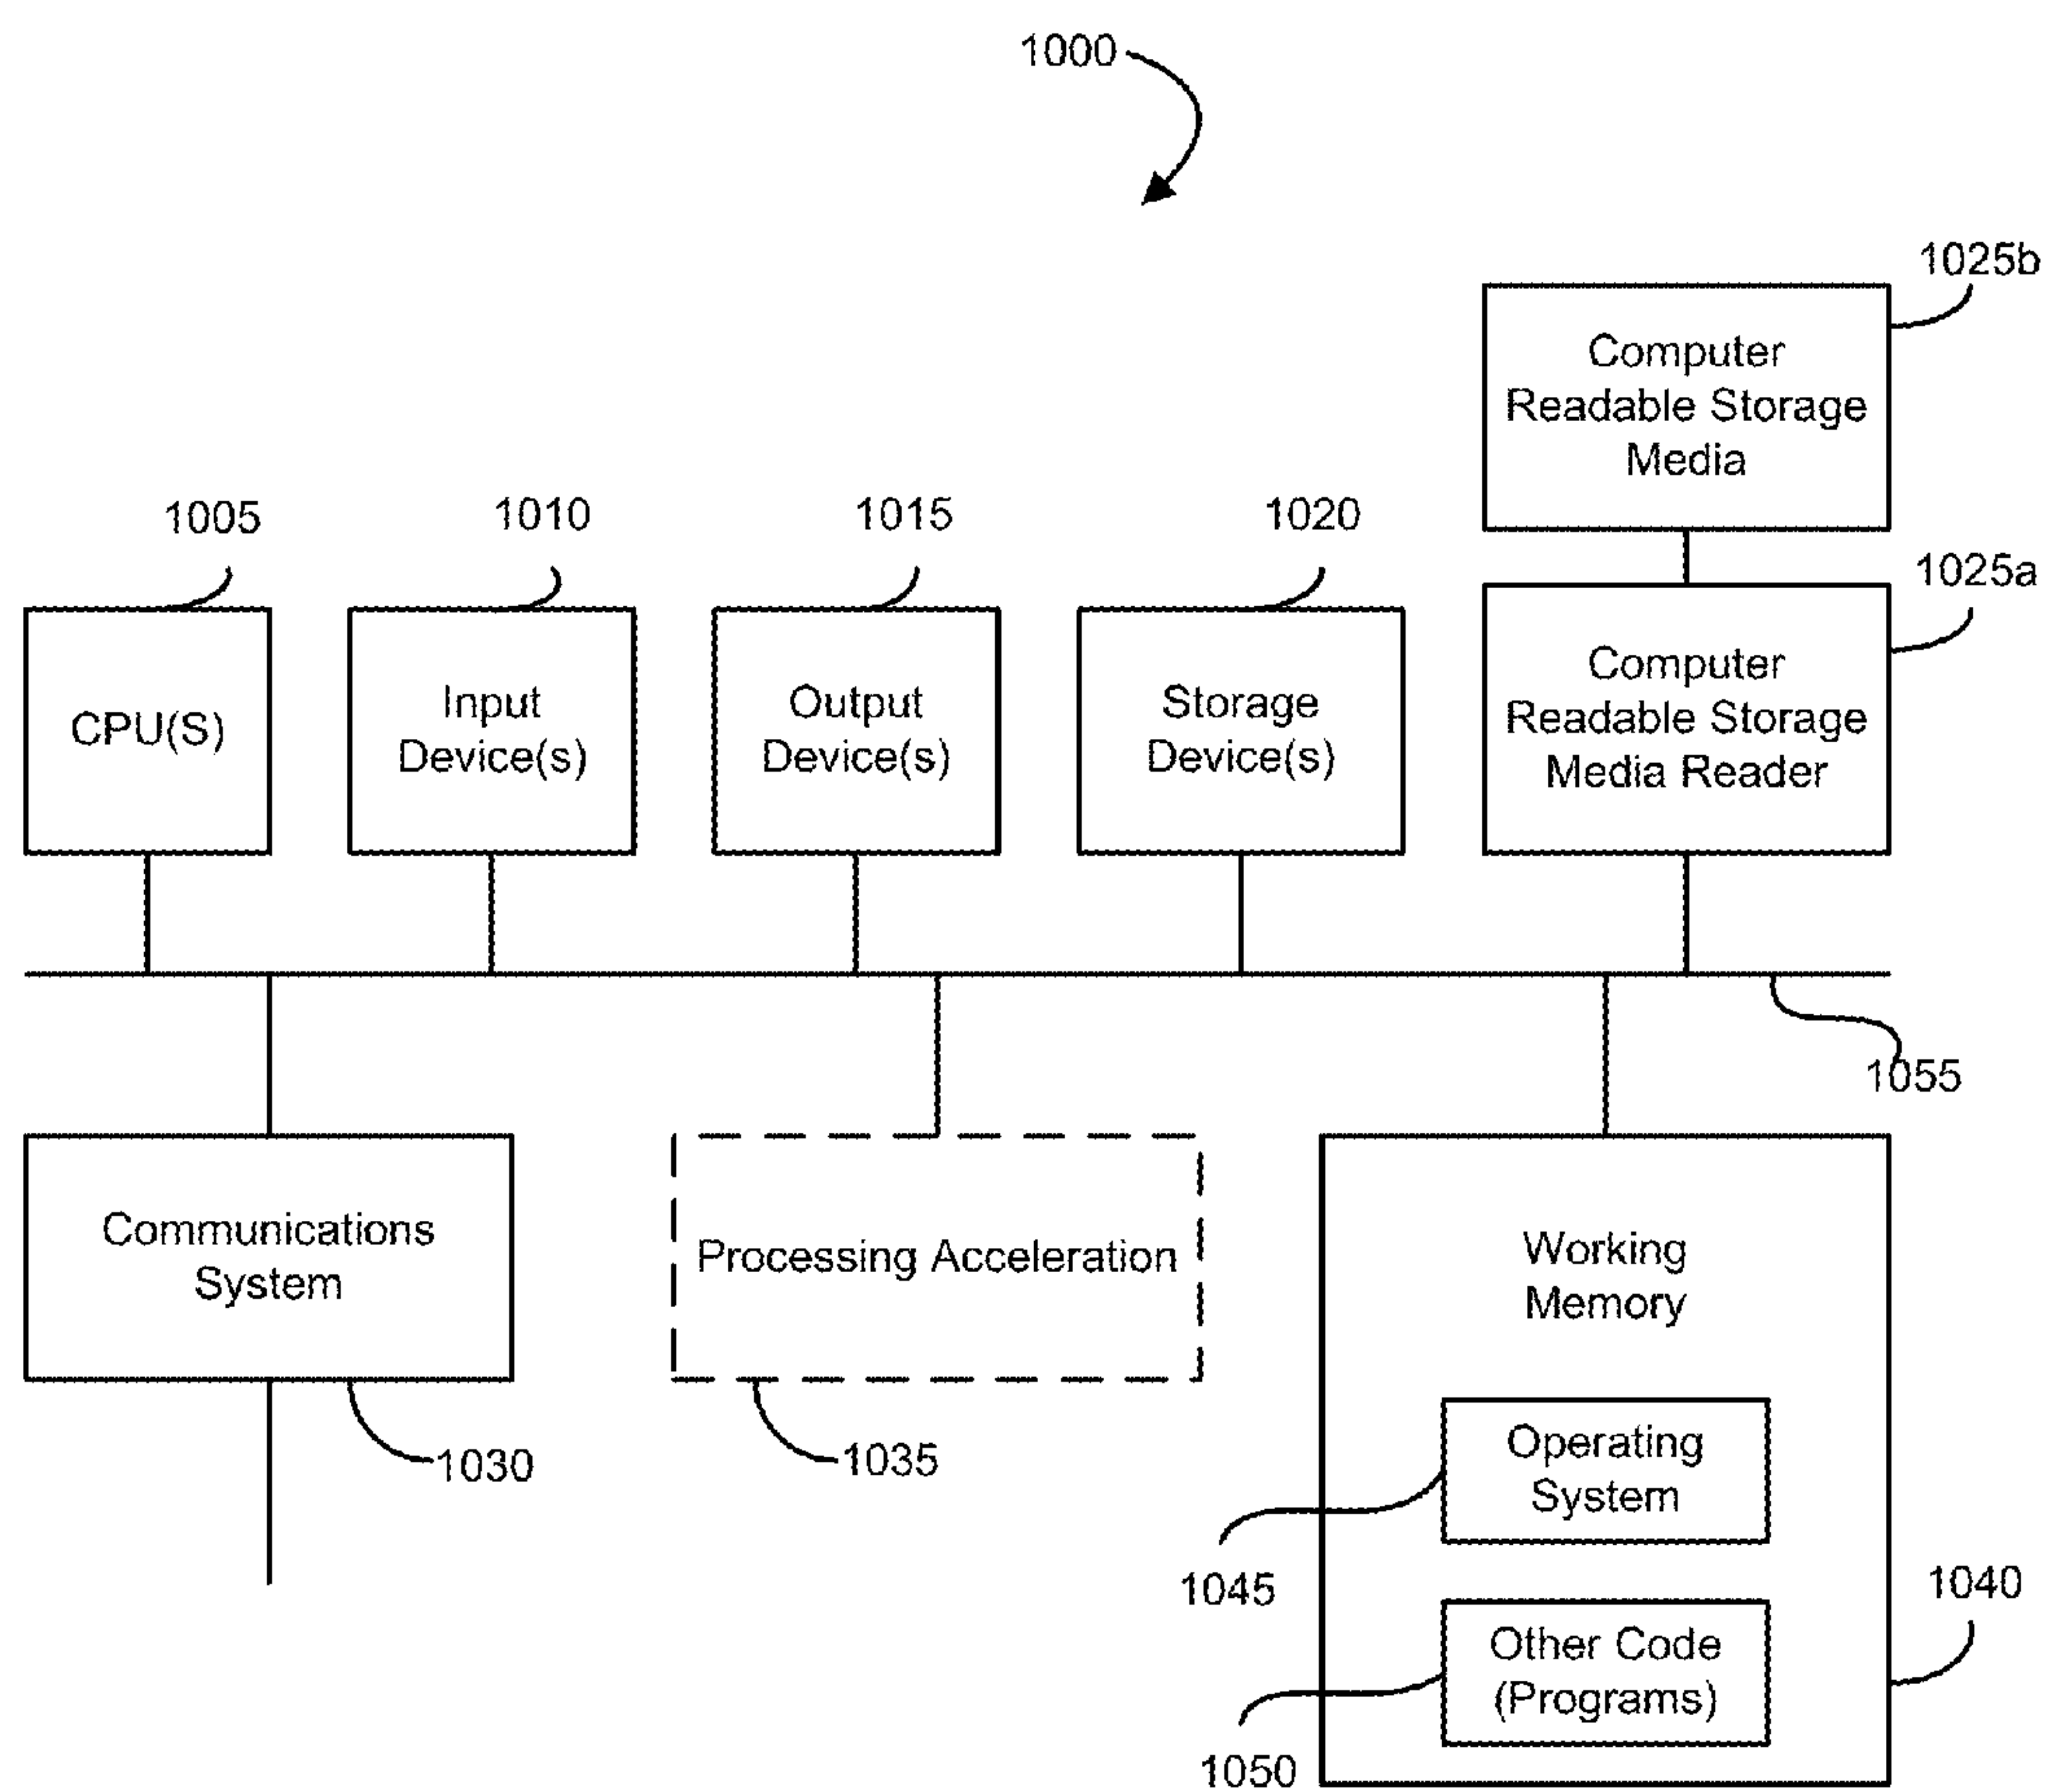 1000
1025b
Computer
Readable Storage
Media
1005
1010
1015
1020
1025a
CPU(S)
Input
Device(s)
Output
Device(s)
Storage
Device(s)
Computer
Readable Storage
Media Reader
1055
Communications
System
Processing Acceleration
Working
Memory
1030
1035
Operating
System
1045
1040
Other Code
(Programs)
1050